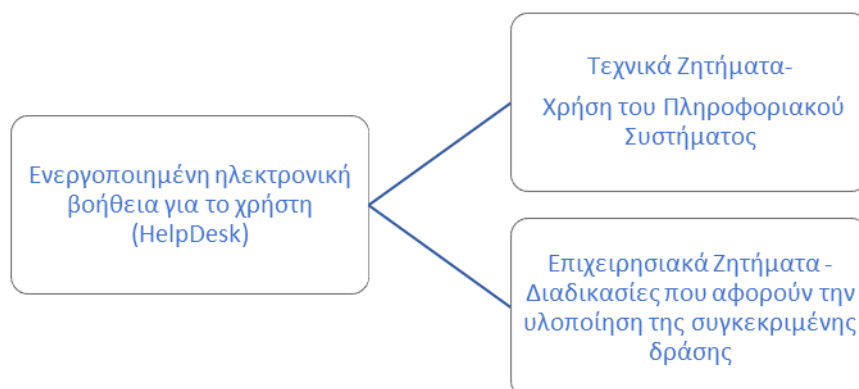 Ενεργοποιημένη ηλεκτρονική
βοήθεια για το χρήστη
(HelpDesk)
Τεχνικά Ζητήματα-
Χρήση του Πληροφοριακού
Συστήματος
Επιχειρησιακά Ζητήματα -
Διαδικασίες που αφορούν την
υλοποίηση της συγκεκριμένης
δράσης